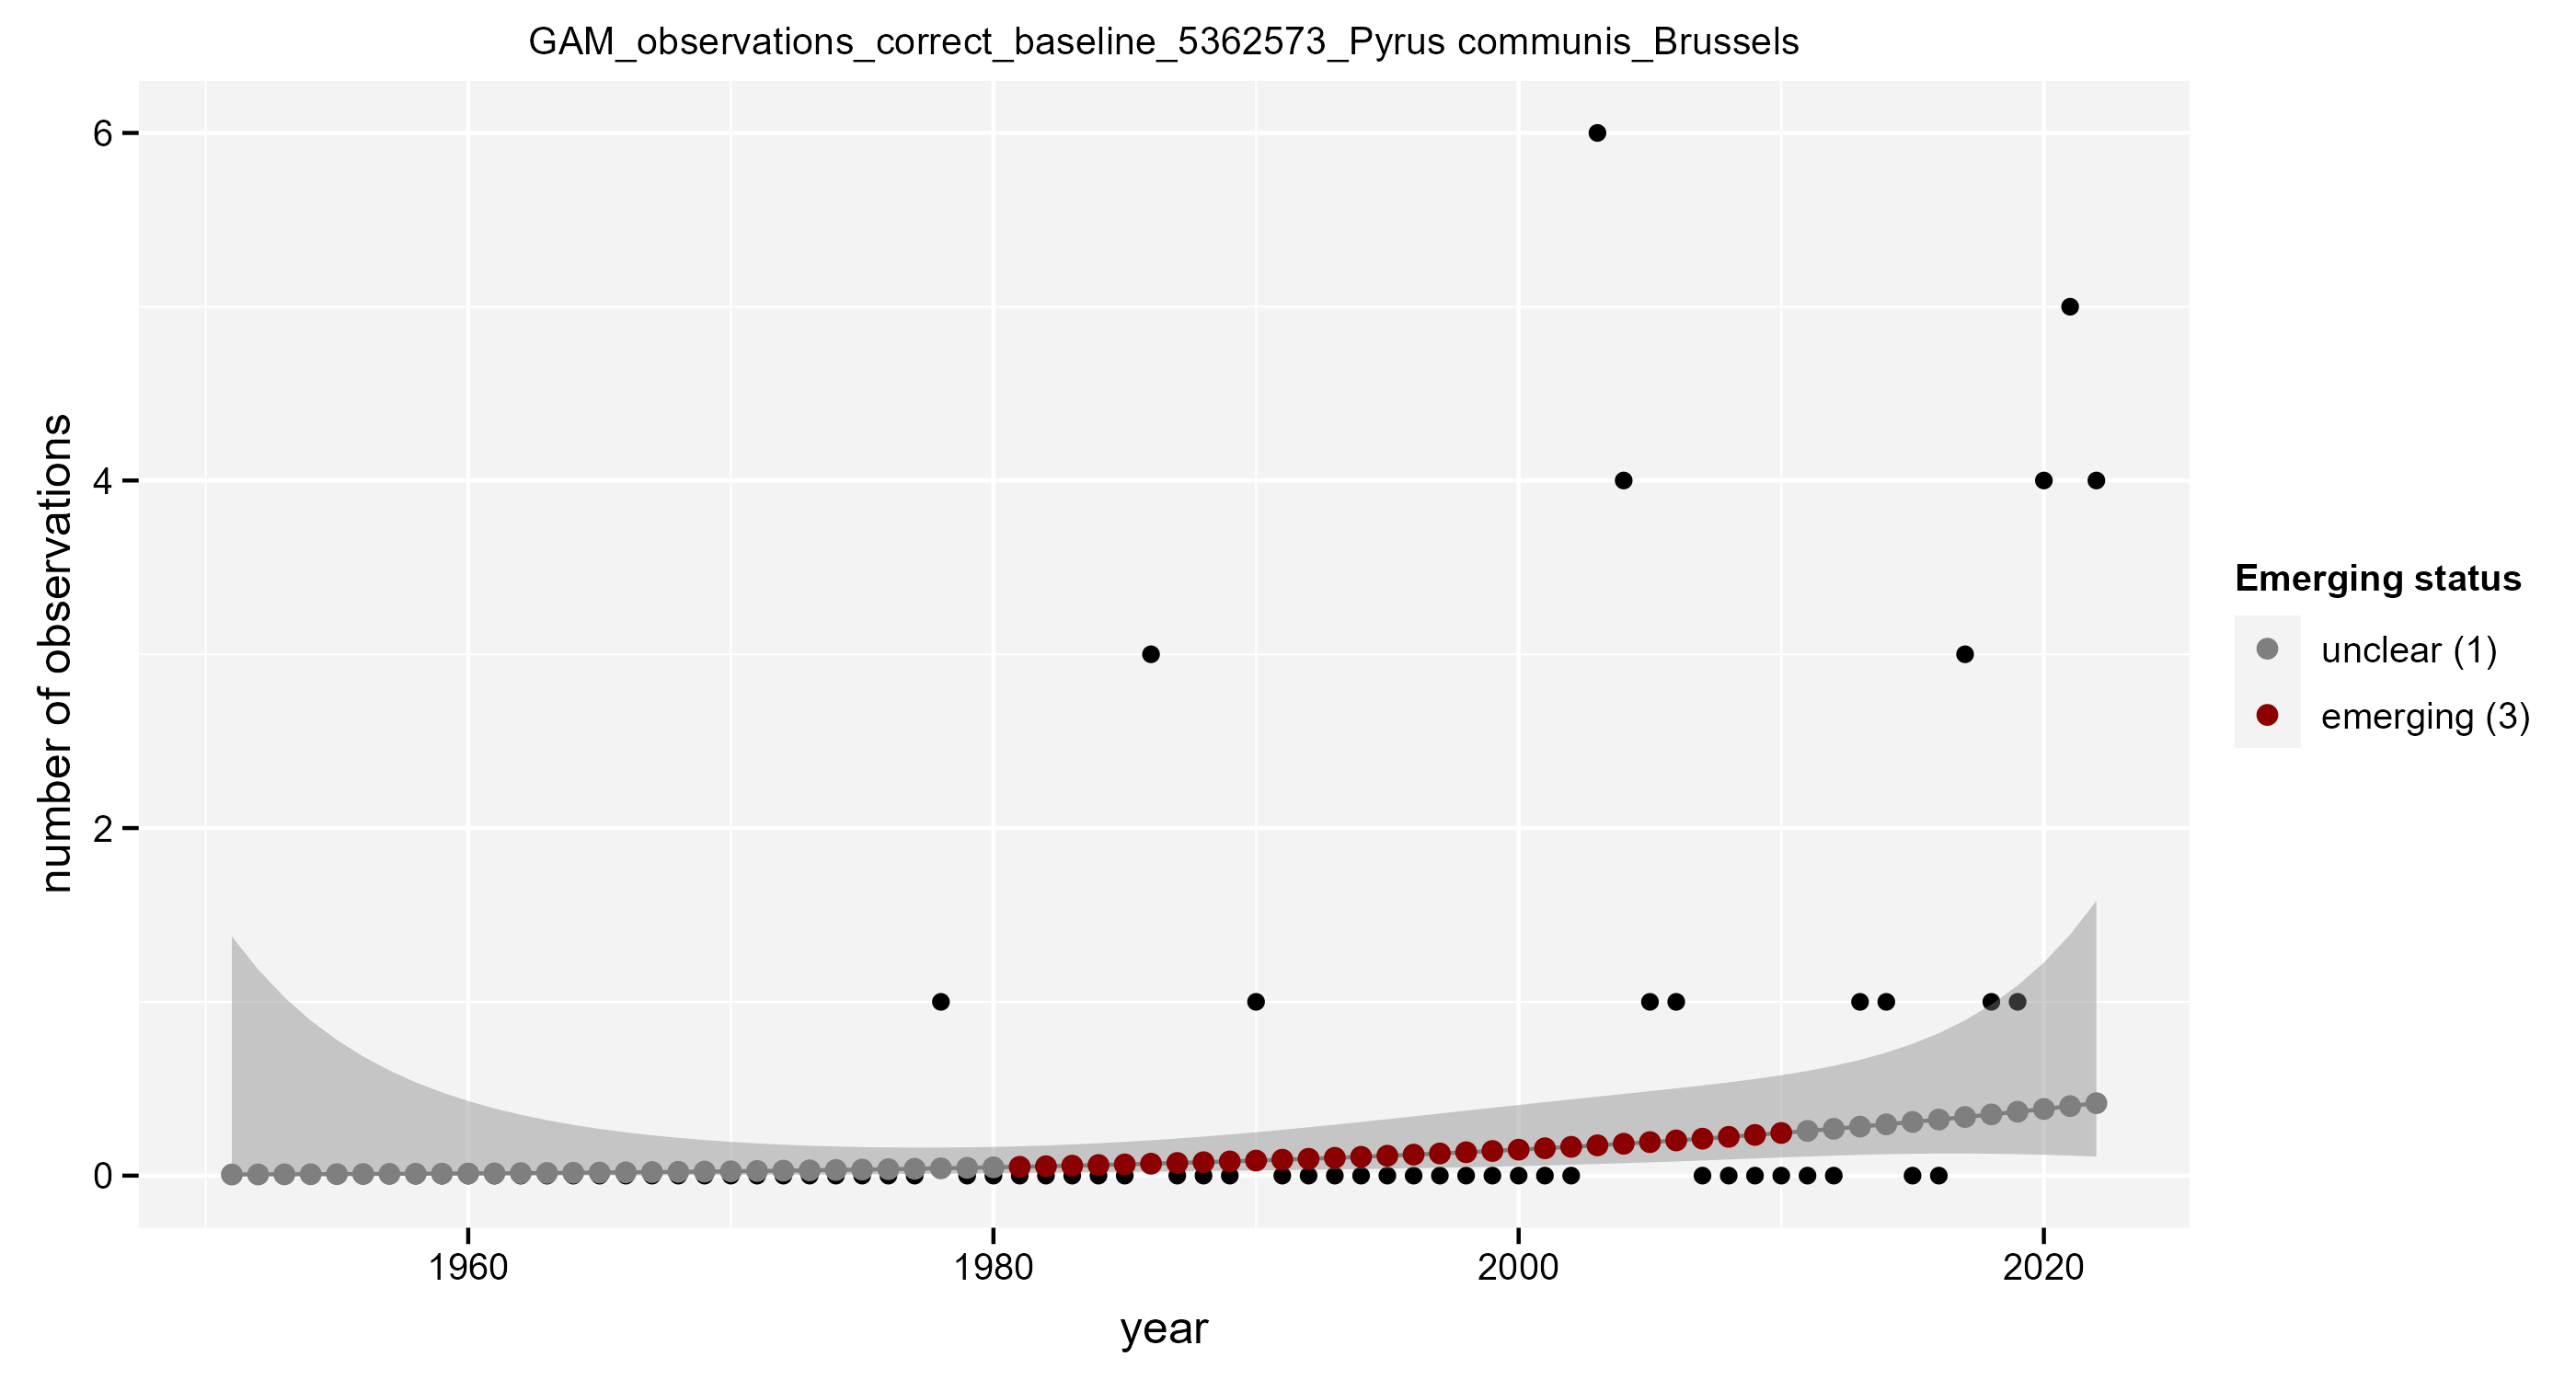 GAM_observations_correct_baseline_5362573_Pyrus communis_Brussels
number of observations
6
4
2
0
1960
1980
2000
2020
year
Emerging status
unclear (1)
emerging (3)